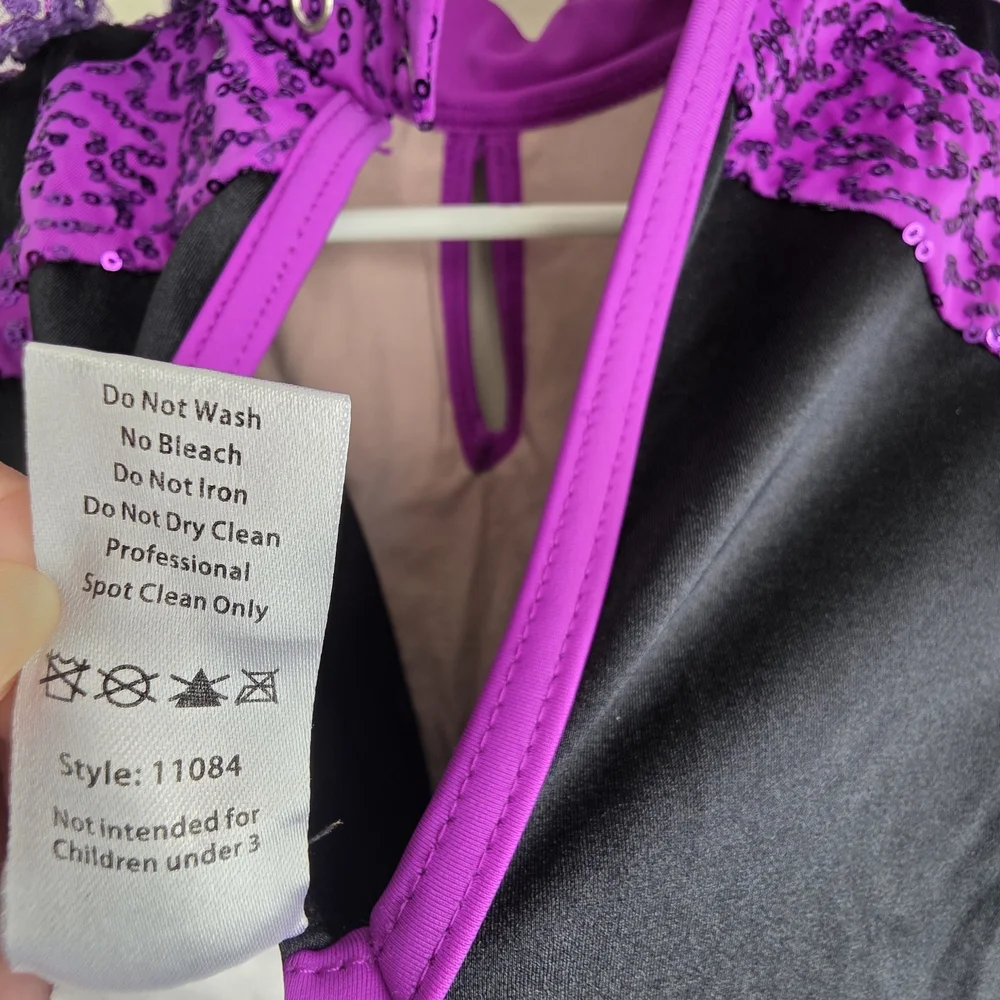 Do Not Wash
No Bleach
Do Not Iron
Do Not Dry Clean
Professional
Spot Clean Only
Style: 11084
Not intended for
Children under 3